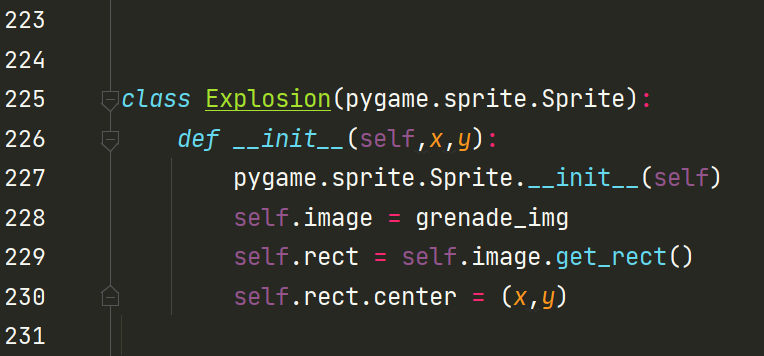 223
224
225 class Explosion(pygame.sprite.Sprite):
226     def __init__(self,x,y):
227         pygame.sprite.Sprite.__init__(self)
228         self.image = grenade_img
229         self.rect = self.image.get_rect()
230         self.rect.center = (x,y)
231